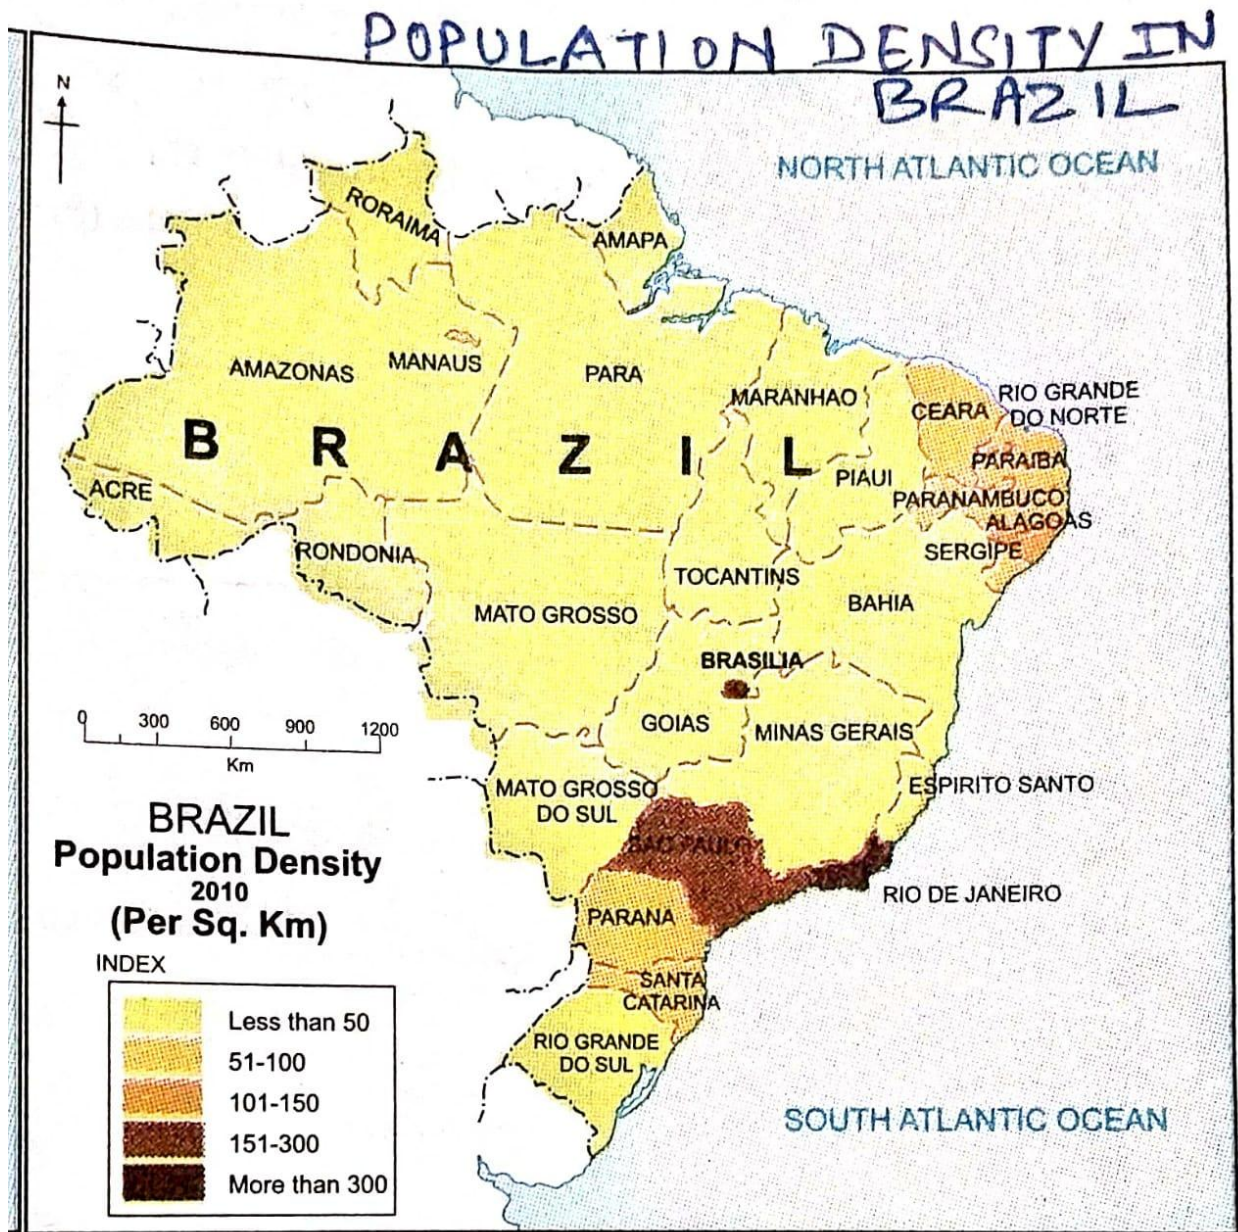 POPULATION DENSITY IN
BRAZIL
N
NORTH ATLANTIC OCEAN
RORAIMA
AMAPA
AMAZONAS
MANAUS
PARA
MARANHAO
CEARA
RIO GRANDE
DO NORTE
BRAZIL
PARAIBA
PIAUI
ACRE
PARANAMBUCO
ALAGOAS
RONDONIA
SERGIPE
TOCANTINS
BAHIA
MATO GROSSO
BRASILIA
GOIAS
MINAS GERAIS
0 300 600 900 1200
Km
MATO GROSSO
DO SUL
ESPIRITO SANTO
SAO PAULO
RIO DE JANEIRO
PARANA
SANTA
CATARINA
RIO GRANDE
DO SUL
SOUTH ATLANTIC OCEAN
BRAZIL
Population Density
2010
(Per Sq. Km)
INDEX
Less than 50
51-100
101-150
151-300
More than 300